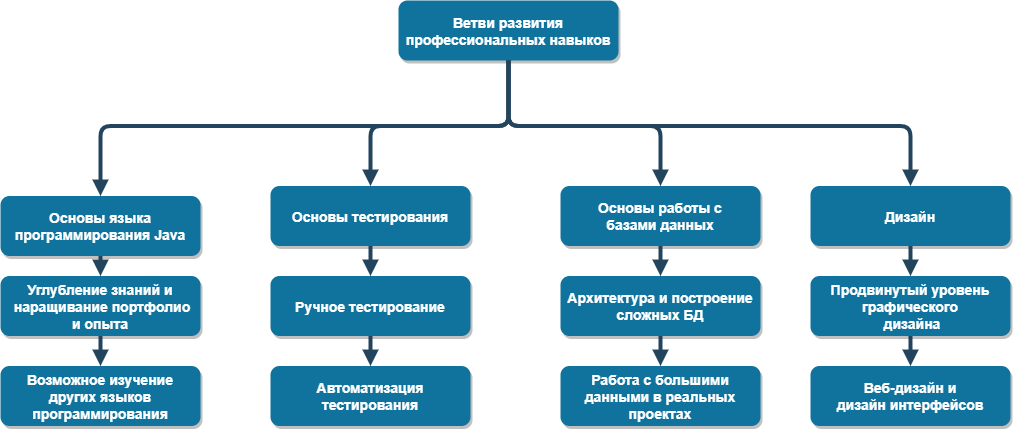 Ветви развития
профессиональных навыков
Основы языка
программирования Java
Углубление знаний и
наращивание портфолио
и опыта
Возможное изучение
других языков
программирования
Основы тестирования
Ручное тестирование
Автоматизация
тестирования
Основы работы с
базами данных
Архитектура и построение
сложных БД
Работа с большими
данными в реальных
проектах
Дизайн
Продвинутый уровень
графического
дизайна
Веб-дизайн и
дизайн интерфейсов